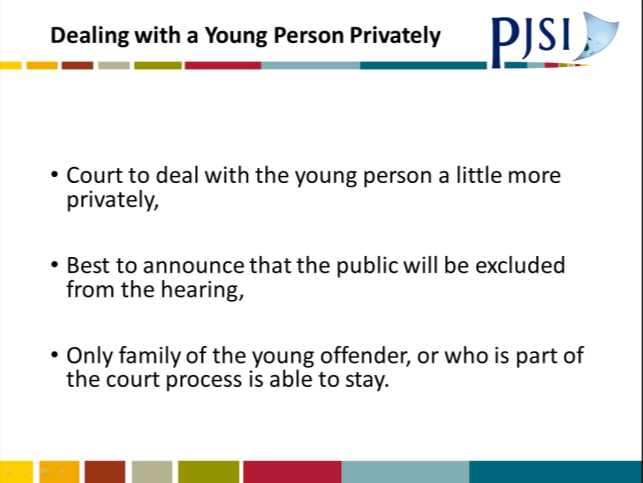 Dealing with a Young Person Privately
PJSI
• Court to deal with the young person a little more
privately,
• Best to announce that the public will be excluded
from the hearing,
• Only family of the young offender, or who is part of
the court process is able to stay.